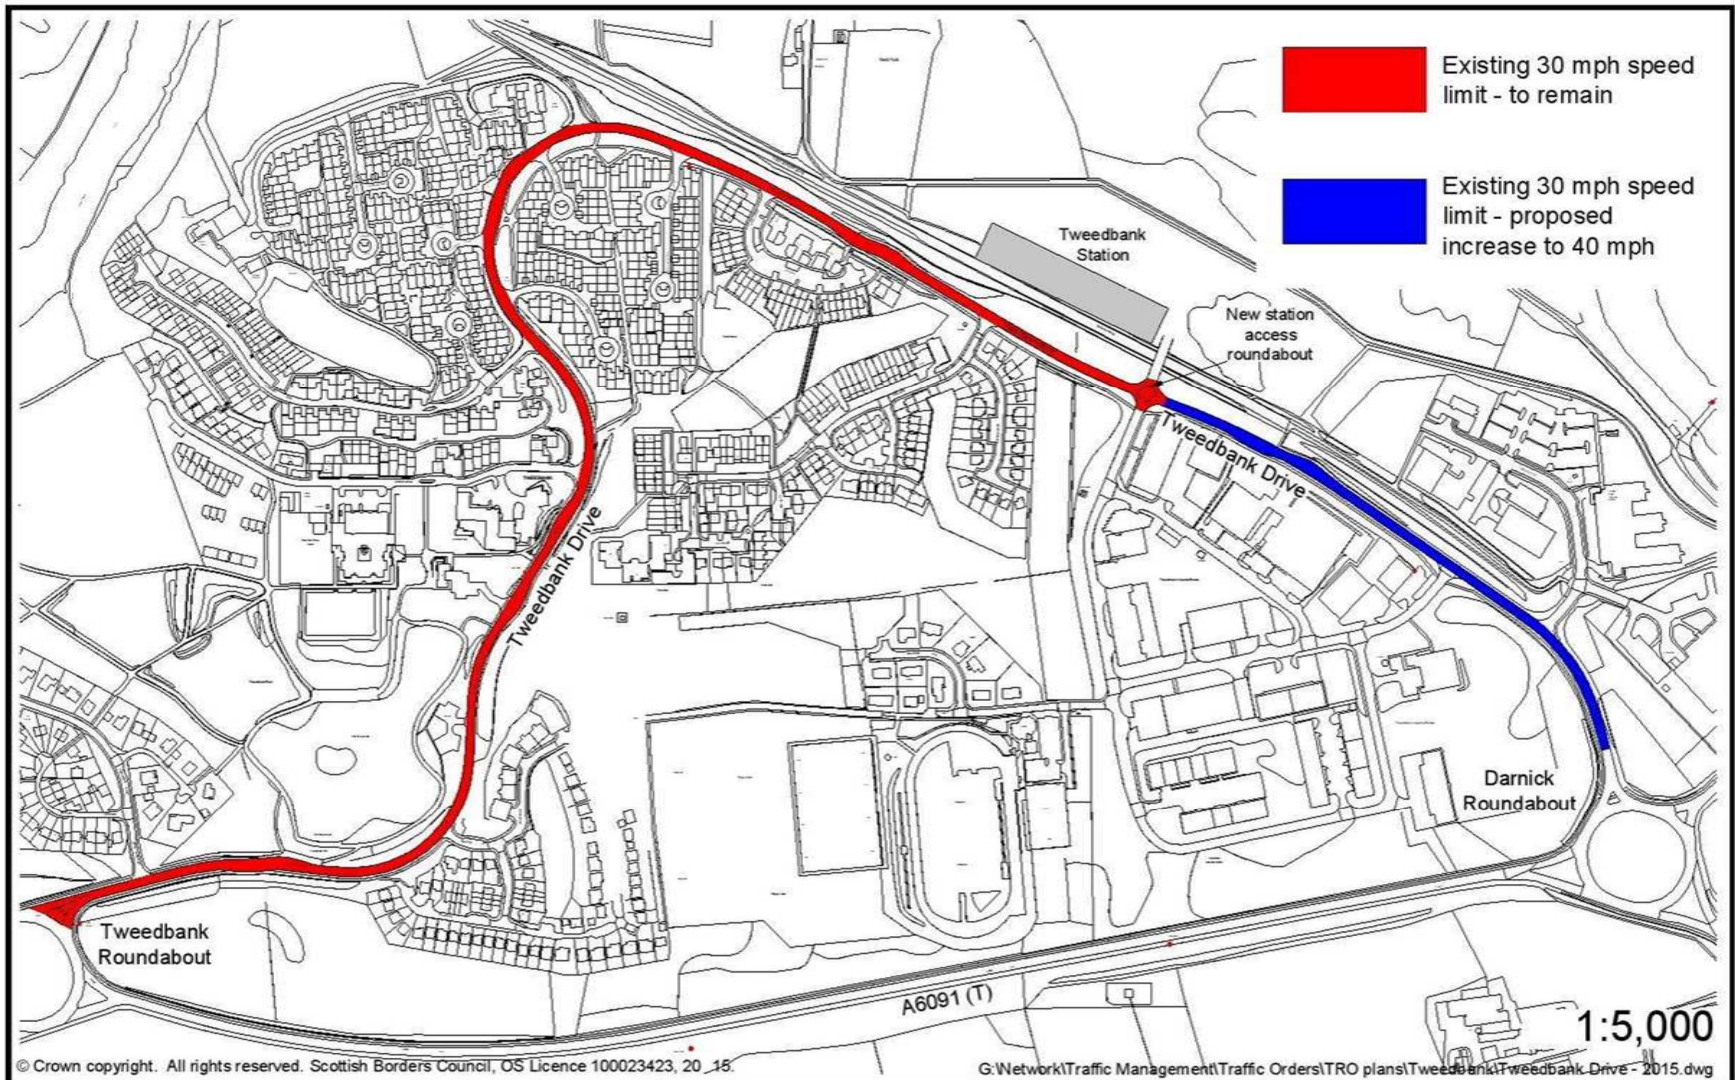 Existing 30 mph speed
limit - to remain
Existing 30 mph speed
limit - proposed
increase to 40 mph
Tweedbank
Station
New station
access
roundabout
Tweedbank Drive
Tweedbank Drive
Darnick
Roundabout
Tweedbank
Roundabout
A6091 (T)
1:5,000
© Crown copyright. All rights reserved. Scottish Borders Council, OS Licence 100023423, 20 15.
G:\Network\Traffic Management\Traffic Orders\TRO plans\Tweedbank\Tweedbank Drive - 2015.dwg